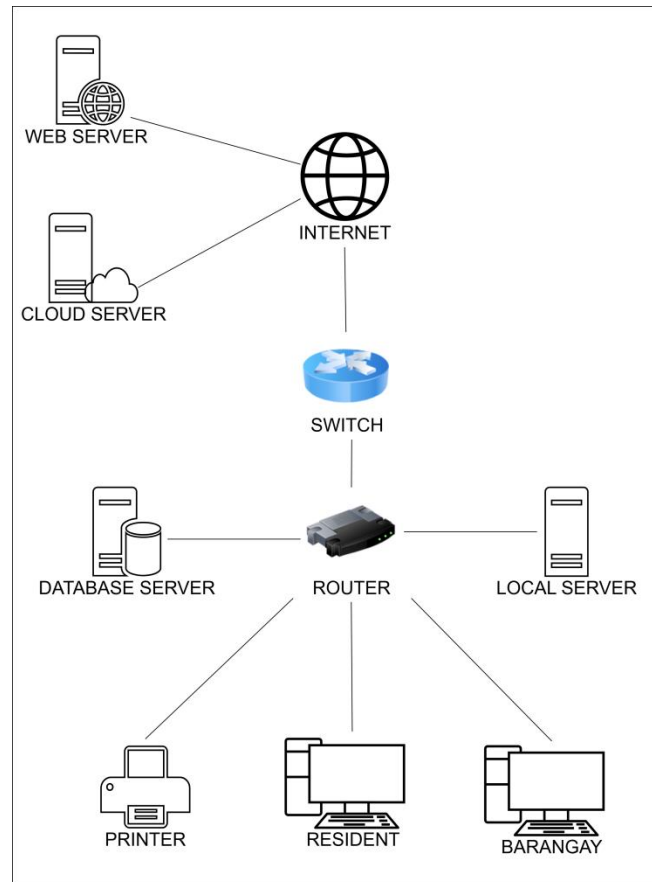 WEB SERVER
INTERNET
CLOUD SERVER
SWITCH
DATABASE SERVER
ROUTER
LOCAL SERVER
PRINTER
RESIDENT
BARANGAY